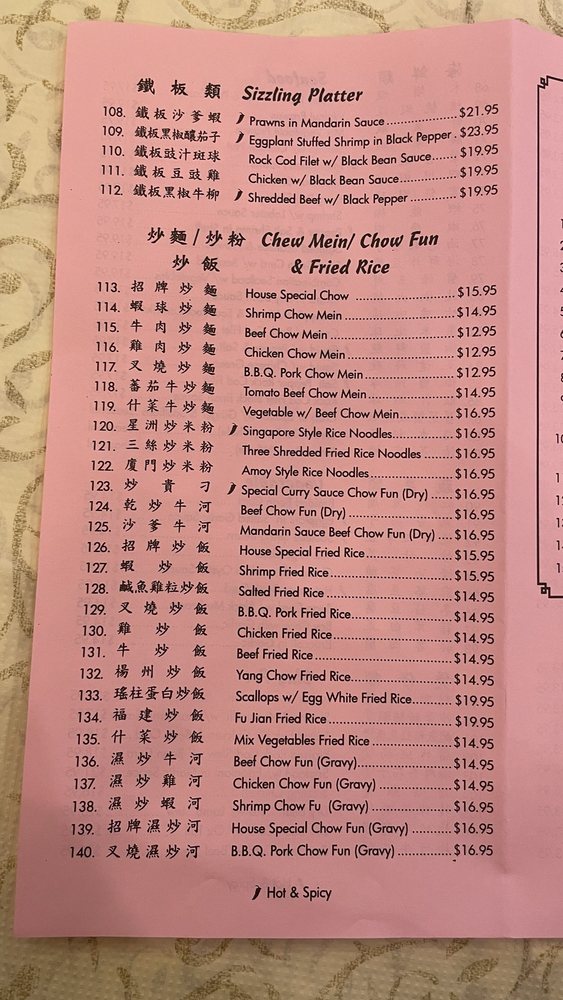 鐵板類 Sizzling Platter
108. 鐵板沙爹蝦 Prawns in Mandarin Sauce $21.95
109. 鐵板黑椒釀茄子 Eggplant Stuffed Shrimp in Black Pepper $23.95
110. 鐵板豉汁斑球 Rock Cod Filet w/ Black Bean Sauce $19.95
111. 鐵板豆豉雞 Chicken w/ Black Bean Sauce $19.95
112. 鐵板黑椒牛柳 Shredded Beef w/ Black Pepper $19.95
炒麵/炒粉 Chew Mein/ Chow Fun
炒飯 & Fried Rice
113. 招牌炒麵 House Special Chow $15.95
114. 蝦球炒麵 Shrimp Chow Mein $14.95
115. 牛肉炒麵 Beef Chow Mein $12.95
116. 雞肉炒麵 Chicken Chow Mein $12.95
117. 叉燒炒麵 B.B.Q. Pork Chow Mein $12.95
118. 蕃茄牛炒麵 Tomato Beef Chow Mein $14.95
119. 什菜牛炒麵 Vegetable w/ Beef Chow Mein $16.95
120. 星洲炒米粉 Singapore Style Rice Noodles $16.95
121. 三絲炒米粉 Three Shredded Fried Rice Noodles $16.95
122. 廈門炒米粉 Amoy Style Rice Noodles $16.95
123. 炒貴刁 Special Curry Sauce Chow Fun (Dry) $16.95
124. 乾炒牛河 Beef Chow Fun (Dry) $16.95
125. 沙爹牛河 Mandarin Sauce Beef Chow Fun (Dry) $16.95
126. 招牌炒飯 House Special Fried Rice $15.95
127. 蝦炒飯 Shrimp Fried Rice $15.95
128. 鹹魚雞粒炒飯 Salted Fried Rice $14.95
129. 叉燒炒飯 B.B.Q. Pork Fried Rice $14.95
130. 雞炒飯 Chicken Fried Rice $14.95
131. 牛炒飯 Beef Fried Rice $14.95
132. 楊州炒飯 Yang Chow Fried Rice $14.95
133. 瑤柱蛋白炒飯 Scallops w/ Egg White Fried Rice $19.95
134. 福建炒飯 Fu Jian Fried Rice $19.95
135. 什菜炒飯 Mix Vegetables Fried Rice $14.95
136. 濕炒牛河 Beef Chow Fun (Gravy) $14.95
137. 濕炒雞河 Chicken Chow Fun (Gravy) $14.95
138. 濕炒蝦河 Shrimp Chow Fu (Gravy) $16.95
139. 招牌濕炒河 House Special Chow Fun (Gravy) $16.95
140. 叉燒濕炒河 B.B.Q. Pork Chow Fun (Gravy) $16.95
Hot & Spicy